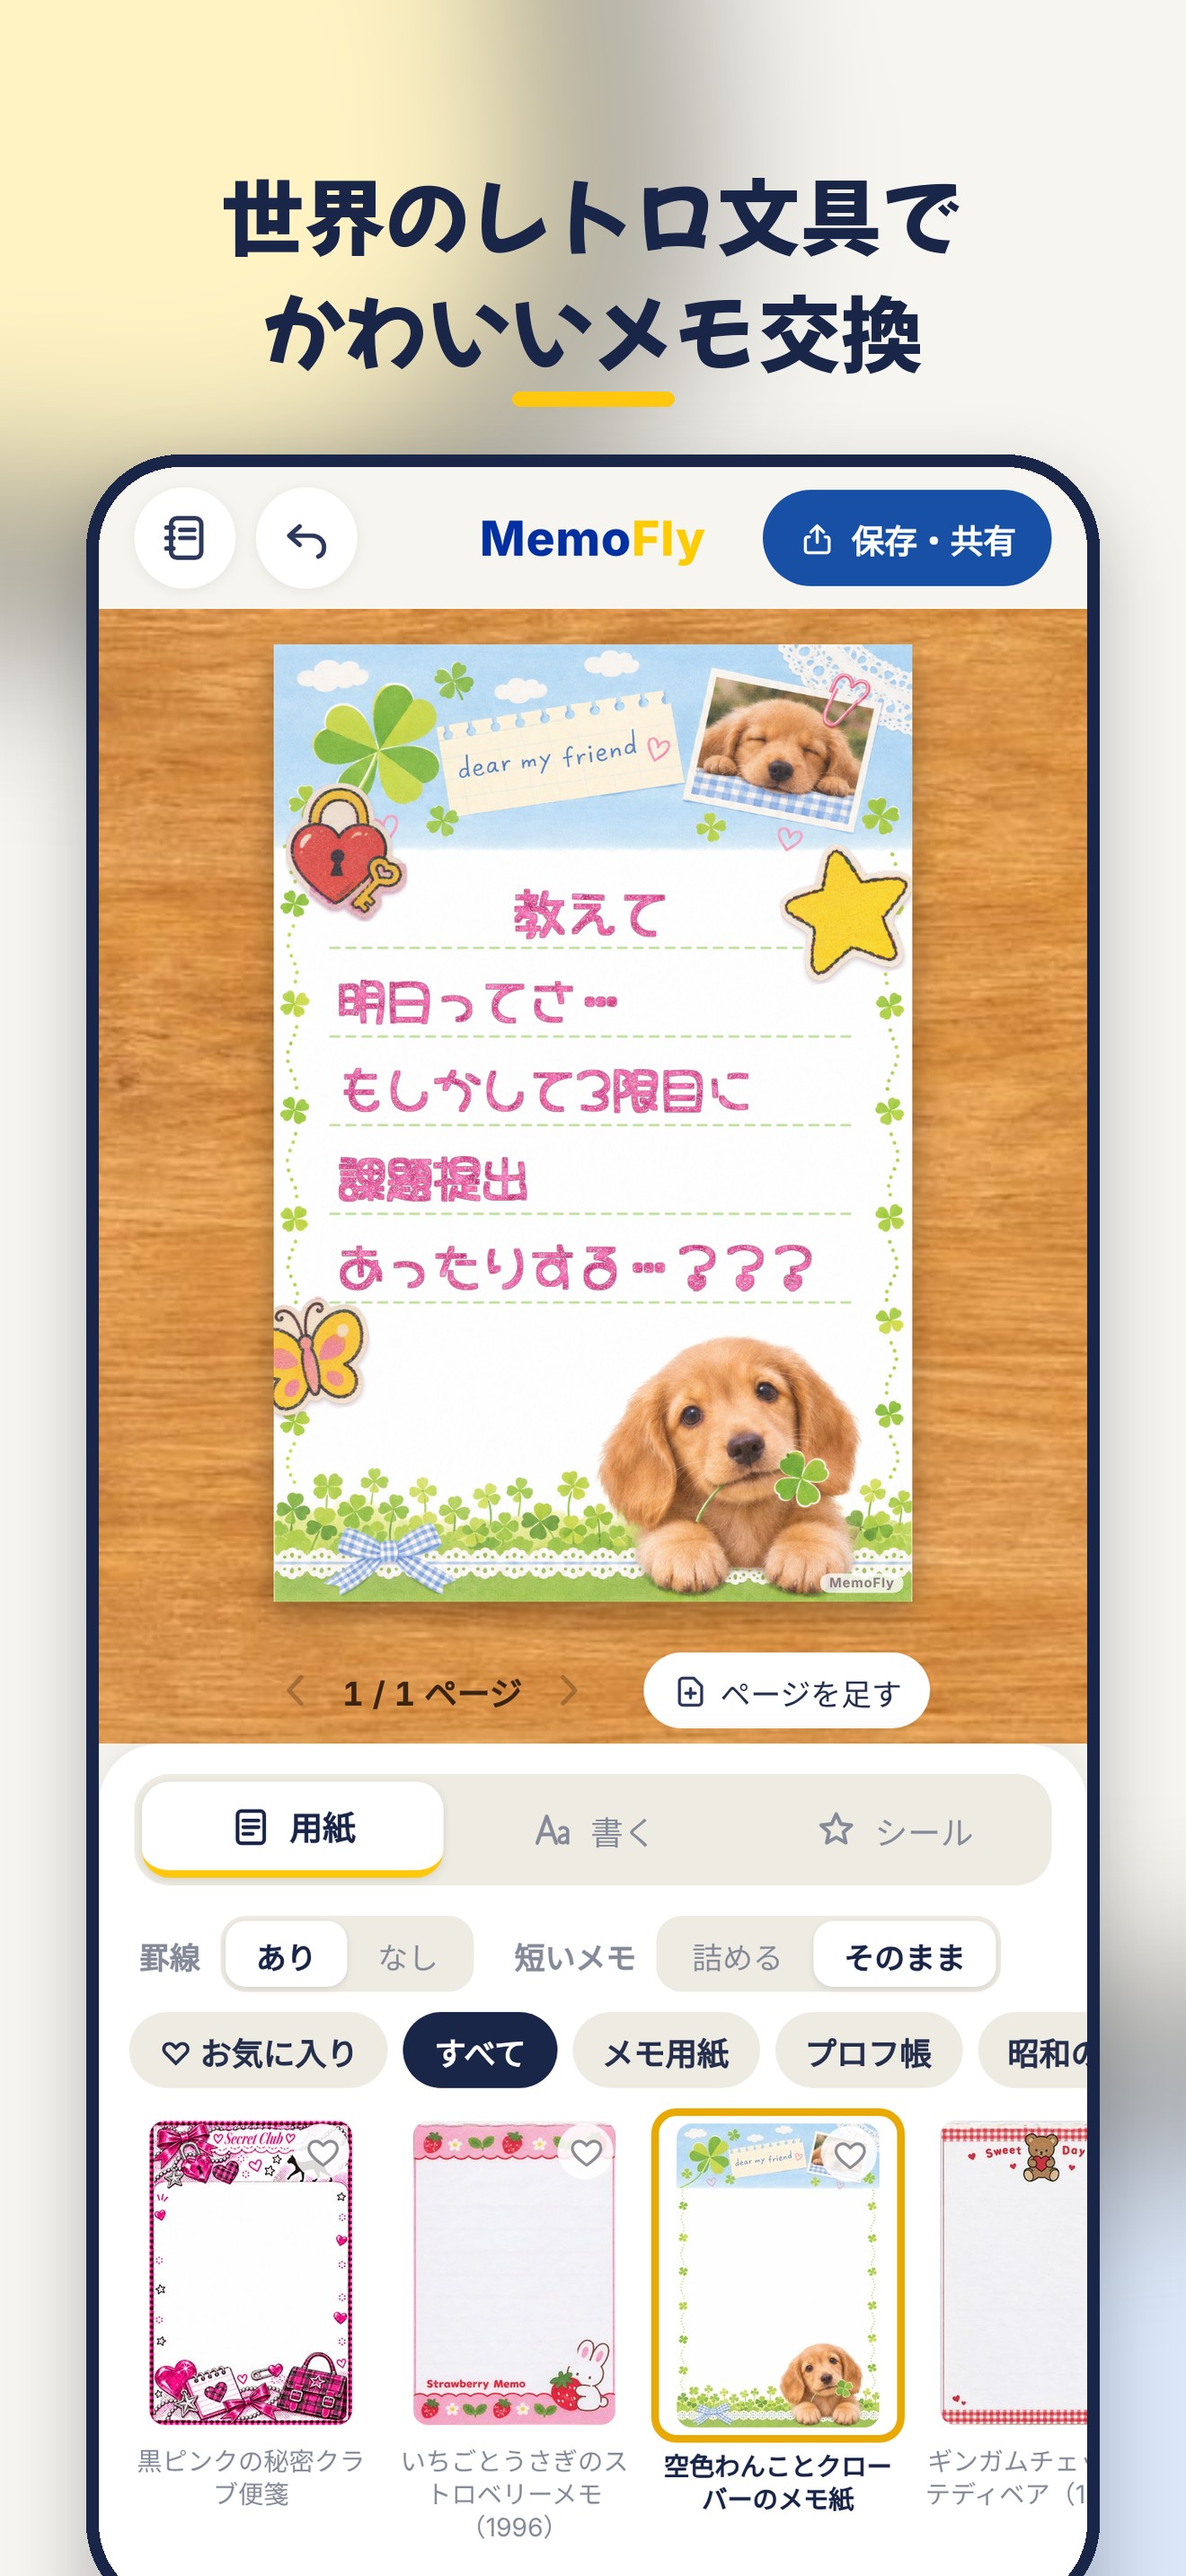 世界のレトロ文具で
かわいいメモ交換
MemoFly
保存・共有
dear my friend
教えて
明日ってさ…
もしかして3限目に
課題提出
あったりする…？？？
MemoFly
1 / 1 ページ
ページを足す
用紙
Aa 書く
シール
罫線 あり なし 短いメモ 詰める そのまま
お気に入り すべて メモ用紙 プロフ帳 昭和の
Secret Club
Strawberry Memo
dear my friend
Sweet Day
黒ピンクの秘密クラ
ブ便箋
いちごとうさぎのス
トロベリーメモ
（1996）
空色わんことクロー
バーのメモ紙
ギンガムチェッ
テディベア（1